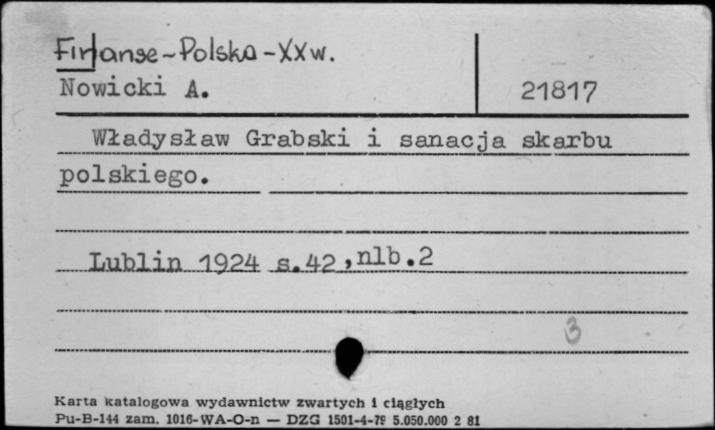 Finanse-Polska-XXw.
Nowicki A.
21817
Władysław Grabski i sanacja skarbu
polskiego.
Lublin 1924 s.42,nlb.2
3
Karta katalogowa wydawnictw zwartych i ciągłych
Pu-B-144 zam. 1016-WA-O-n — DZG 1501-4-79 5.050.000 2 81